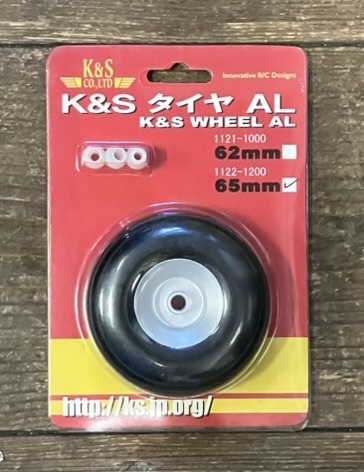 K&S
CO.,LTD
Innovative R/C Designs
K&S タイヤ AL
K&S WHEEL AL
1121-1000
62mm
1122-1200
65mm
http://ks.jp.org/